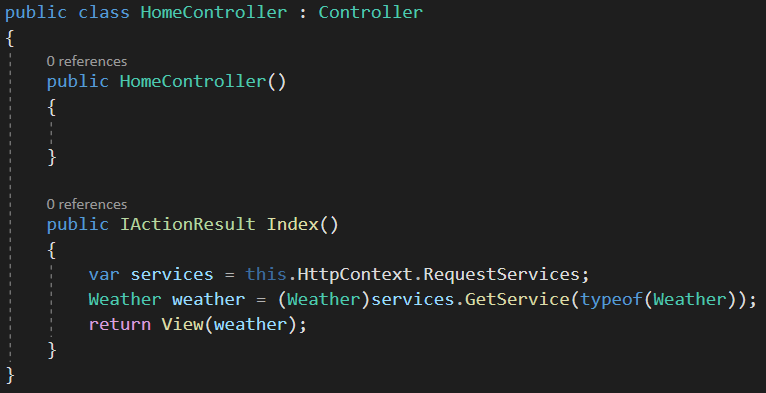 public class HomeController : Controller
{
0 references
public HomeController()
{
}
0 references
public IActionResult Index()
{
var services = this.HttpContext.RequestServices;
Weather weather = (Weather)services.GetService(typeof(Weather));
return View(weather);
}
}